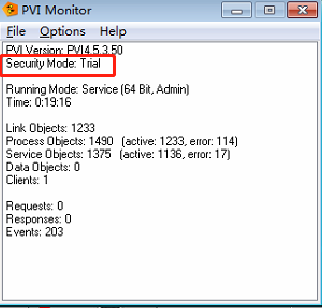 PVI Monitor
File Options Help
PVI Version: PVI4.5.3.50
Security Mode: Trial
Running Mode: Service (64 Bit, Admin)
Time: 0:19:16
Link Objects: 1233
Process Objects: 1490 (active: 1233, error: 114)
Service Objects: 1375 (active: 1136, error: 17)
Data Objects: 0
Clients: 1
Requests: 0
Responses: 0
Events: 203